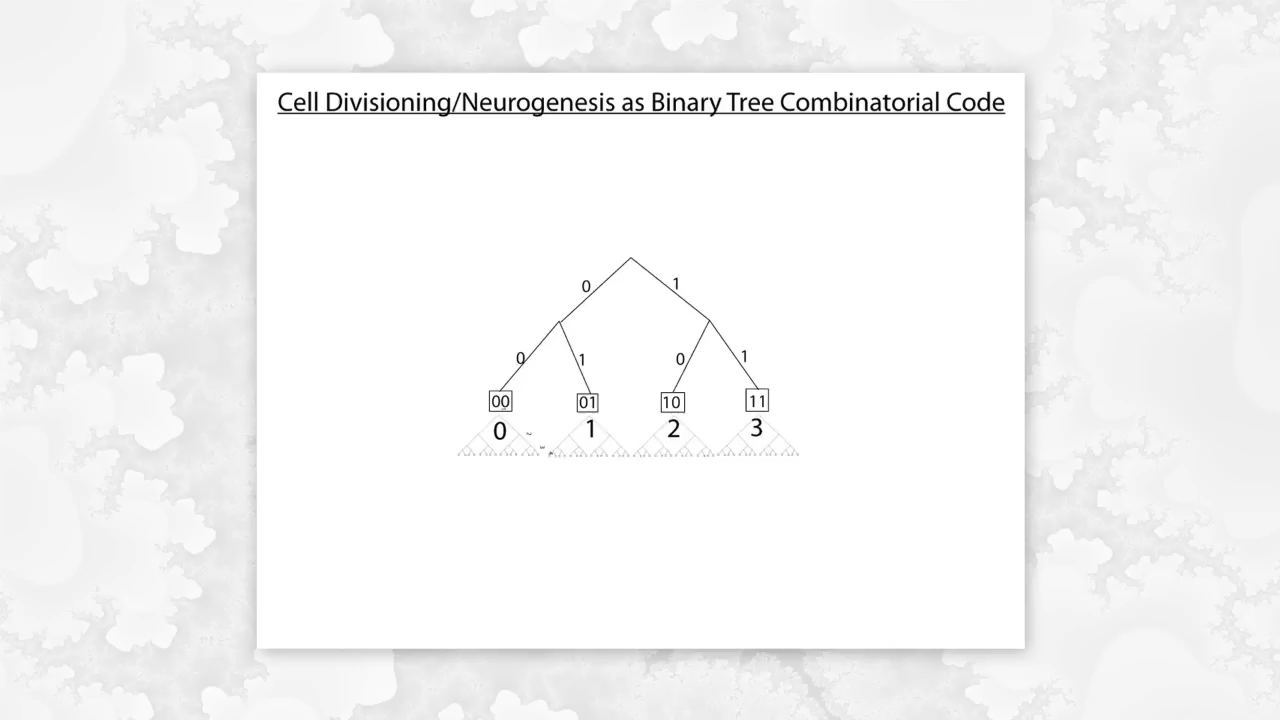 Cell Divisioning/Neurogenesis as Binary Tree Combinatorial Code
0 1
0 1 0 1
00 01 10 11
0 1 2 3